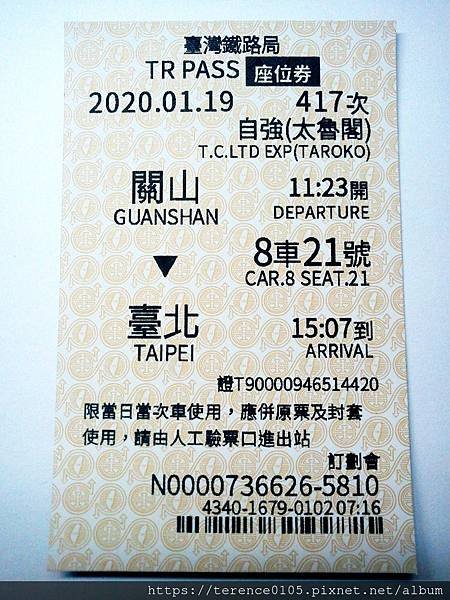 臺灣鐵路局
TR PASS 座位券
2020.01.19 417次
自強(太魯閣)
T.C.LTD EXP(TAROKO)
關山 11:23開
GUANSHAN DEPARTURE
8車21號
CAR.8 SEAT.21
臺北 15:07到
TAIPEI ARRIVAL
證T90000946514420
限當日當次車使用，應併原票及封套
使用，請由人工驗票口進出站
訂劃會
N0000736626-5810
4340-1679-0102 07:16
https://terence0105.pixnet.net/album